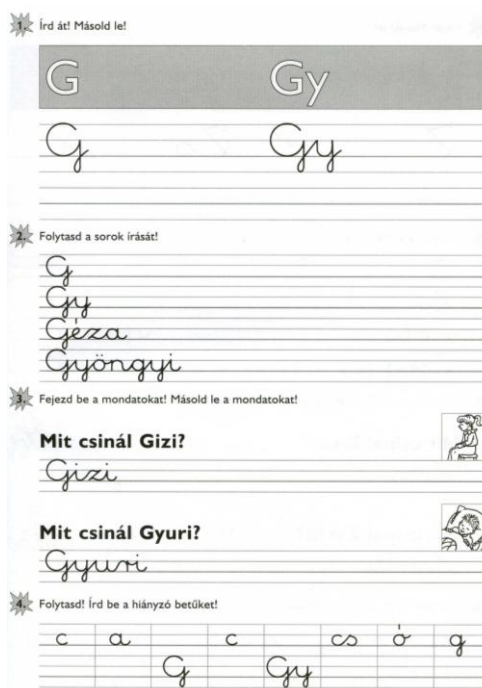 1. Írd át! Másold le!
G Gy
G Gy
2. Folytasd a sorok írását!
G
Gy
Géza
Gyöngyi
3. Fejezd be a mondatokat! Másold le a mondatokat!
Mit csinál Gizi?
Gizi
Mit csinál Gyuri?
Gyuri
4. Folytasd! Írd be a hiányzó betűket!
c a c cs ó g
G Gy